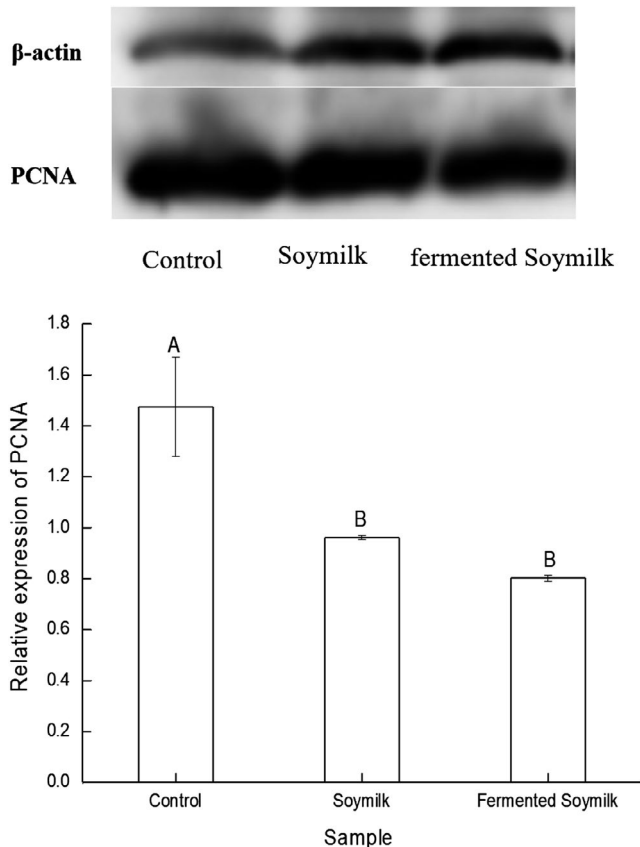 β-actin
PCNA
Control Soymilk fermented Soymilk
Relative expression of PCNA
1.8
1.6
1.4
1.2
1.0
0.8
0.6
0.4
0.2
0.0
A
B
B
Control Soymilk Fermented Soymilk
Sample